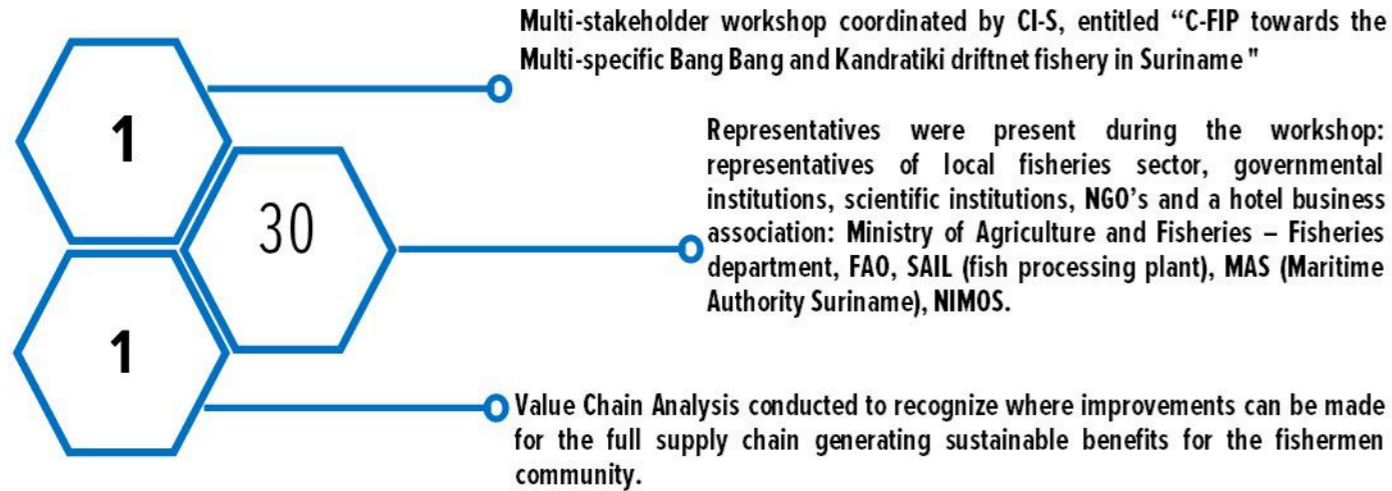 1
Multi-stakeholder workshop coordinated by CI-S, entitled “C-FIP towards the
Multi-specific Bang Bang and Kandratiki driftnet fishery in Suriname "
30
Representatives were present during the workshop:
representatives of local fisheries sector, governmental
institutions, scientific institutions, NGO’s and a hotel business
association: Ministry of Agriculture and Fisheries – Fisheries
department, FAO, SAIL (fish processing plant), MAS (Maritime
Authority Suriname), NIMOS.
1
Value Chain Analysis conducted to recognize where improvements can be made
for the full supply chain generating sustainable benefits for the fishermen
community.